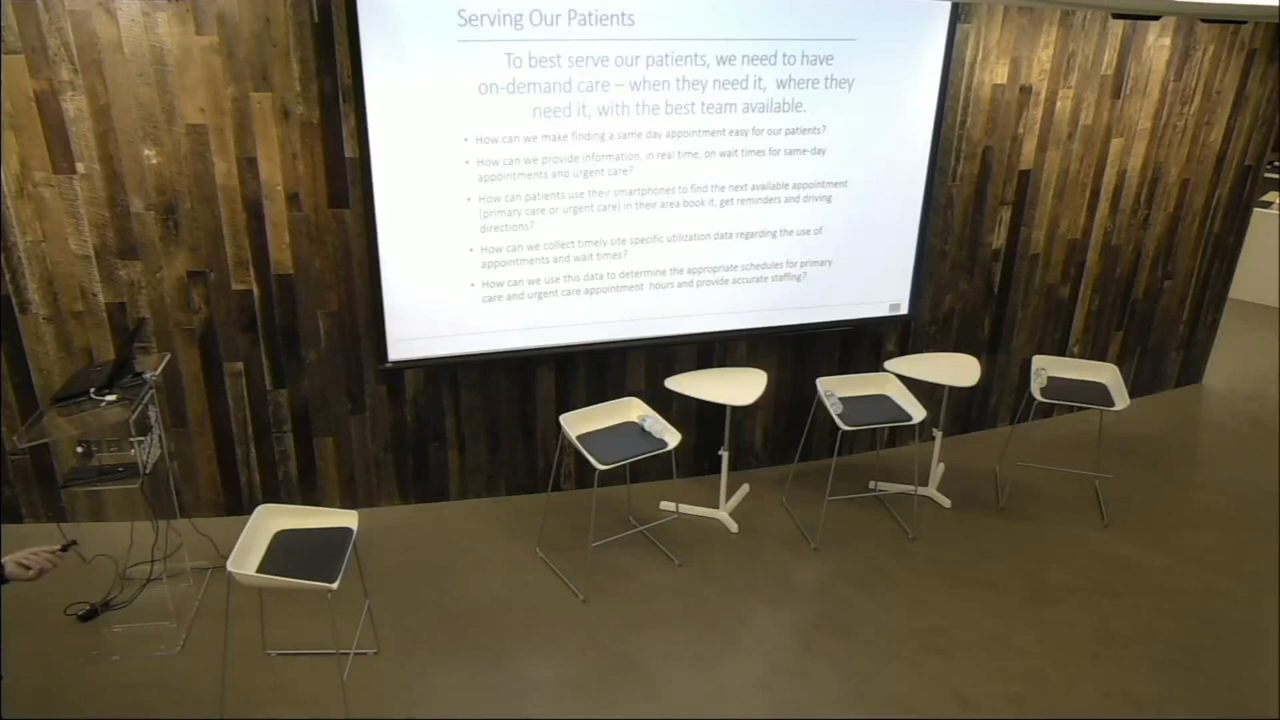 Serving Our Patients
To best serve our patients, we need to have
on-demand care – when they need it, where they
need it, with the best team available.
• How can we make finding a same day appointment easy for our patients?
• How can we provide information, in real time, on wait times for same-day
appointments and urgent care?
• How can patients use their smartphones to find the next available appointment
(primary care or urgent care) in their area book it, get reminders and driving
directions?
• How can we collect timely site specific utilization data regarding the use of
appointments and wait times?
• How can we use this data to determine the appropriate schedules for primary
care and urgent care appointment hours and provide accurate staffing?